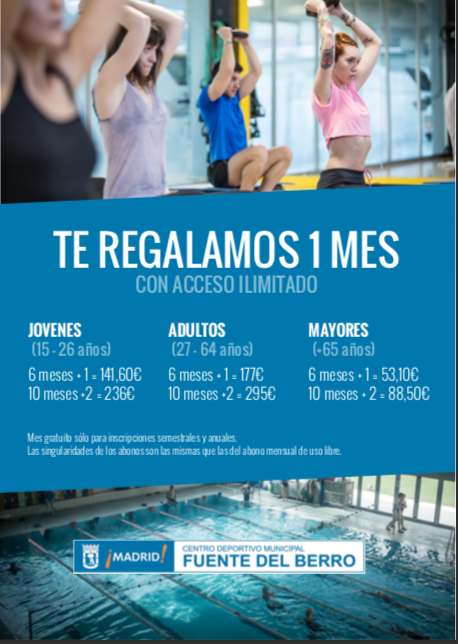 TE REGALAMOS 1 MES
CON ACCESO ILIMITADO
JOVENES
(15 - 26 años)
6 meses + 1 = 141,60€
10 meses +2 = 236€
ADULTOS
(27 - 64 años)
6 meses + 1 = 177€
10 meses +2 = 295€
MAYORES
(+65 años)
6 meses + 1 = 53,10€
10 meses + 2 = 88,50€
Mes gratuito sólo para inscripciones semestrales y anuales.
Las singularidades de los abonos son las mismas que las del abono mensual de uso libre.
¡MADRID!
CENTRO DEPORTIVO MUNICIPAL
FUENTE DEL BERRO